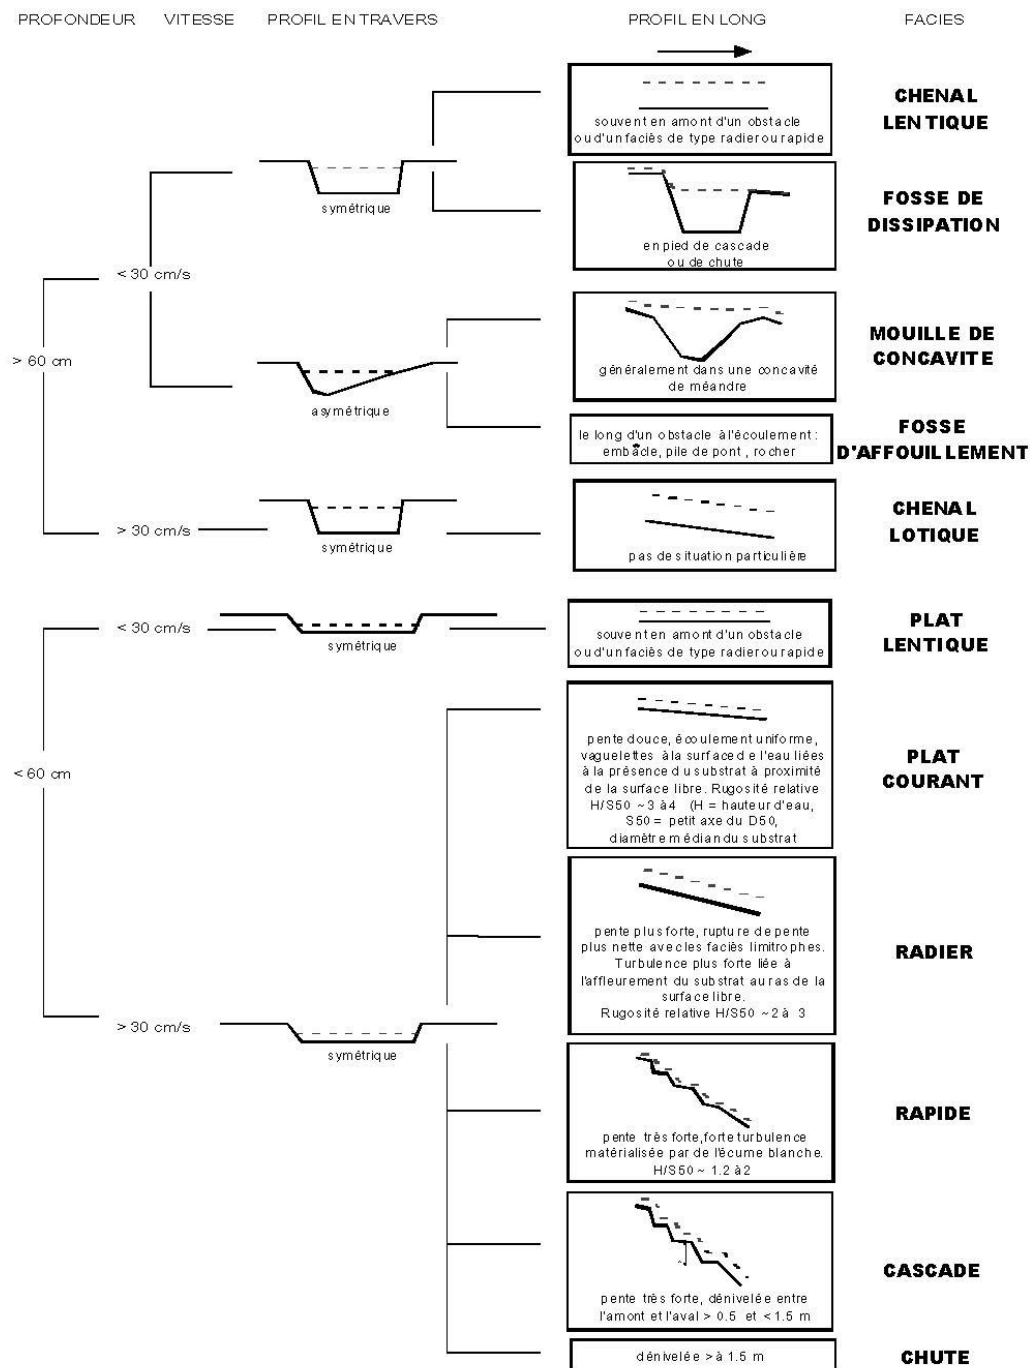 PROFONDEUR VITESSE PROFIL EN TRAVERS PROFIL EN LONG FACIES
CHENAL
LENTIQUE
souvent en amont d'un obstacle
ou d'un faciès de type radier ou rapide
symétrique
FOSSE DE
DISSIPATION
en pied de cascade
ou de chute
< 30 cm/s
> 60 cm
MOUILLE DE
CONCAVITE
généralement dans une concavité
de méandre
asymétrique
le long d'un obstacle à l'écoulement :
embâcle, pile de pont , rocher
FOSSE
D'AFFOUILLEMENT
> 30 cm/s
symétrique
pas de situation particulière
CHENAL
LOTIQUE
< 30 cm/s
symétrique
souvent en amont d'un obstacle
ou d'un faciès de type radier ou rapide
PLAT
LENTIQUE
< 60 cm
pente douce, écoulement uniforme,
vaguelettes à la surface de l'eau liées
à la présence du substrat à proximité
de la surface libre. Rugosité relative
H/S50 ~ 3 à 4 (H = hauteur d'eau,
S50 = petit axe du D50,
diamètre médian du substrat
PLAT
COURANT
pente plus forte, rupture de pente
plus nette avec les faciès limitrophes.
Turbulence plus forte liée à
l'affleurement du substrat au ras de la
surface libre.
Rugosité relative H/S50 ~ 2 à 3
RADIER
> 30 cm/s
symétrique
pente très forte, forte turbulence
matérialisée par de l'écume blanche.
H/S50 ~ 1.2 à 2
RAPIDE
pente très forte, dénivelée entre
l'amont et l'aval > 0.5 et < 1.5 m
CASCADE
dénivelée > à 1.5 m
CHUTE